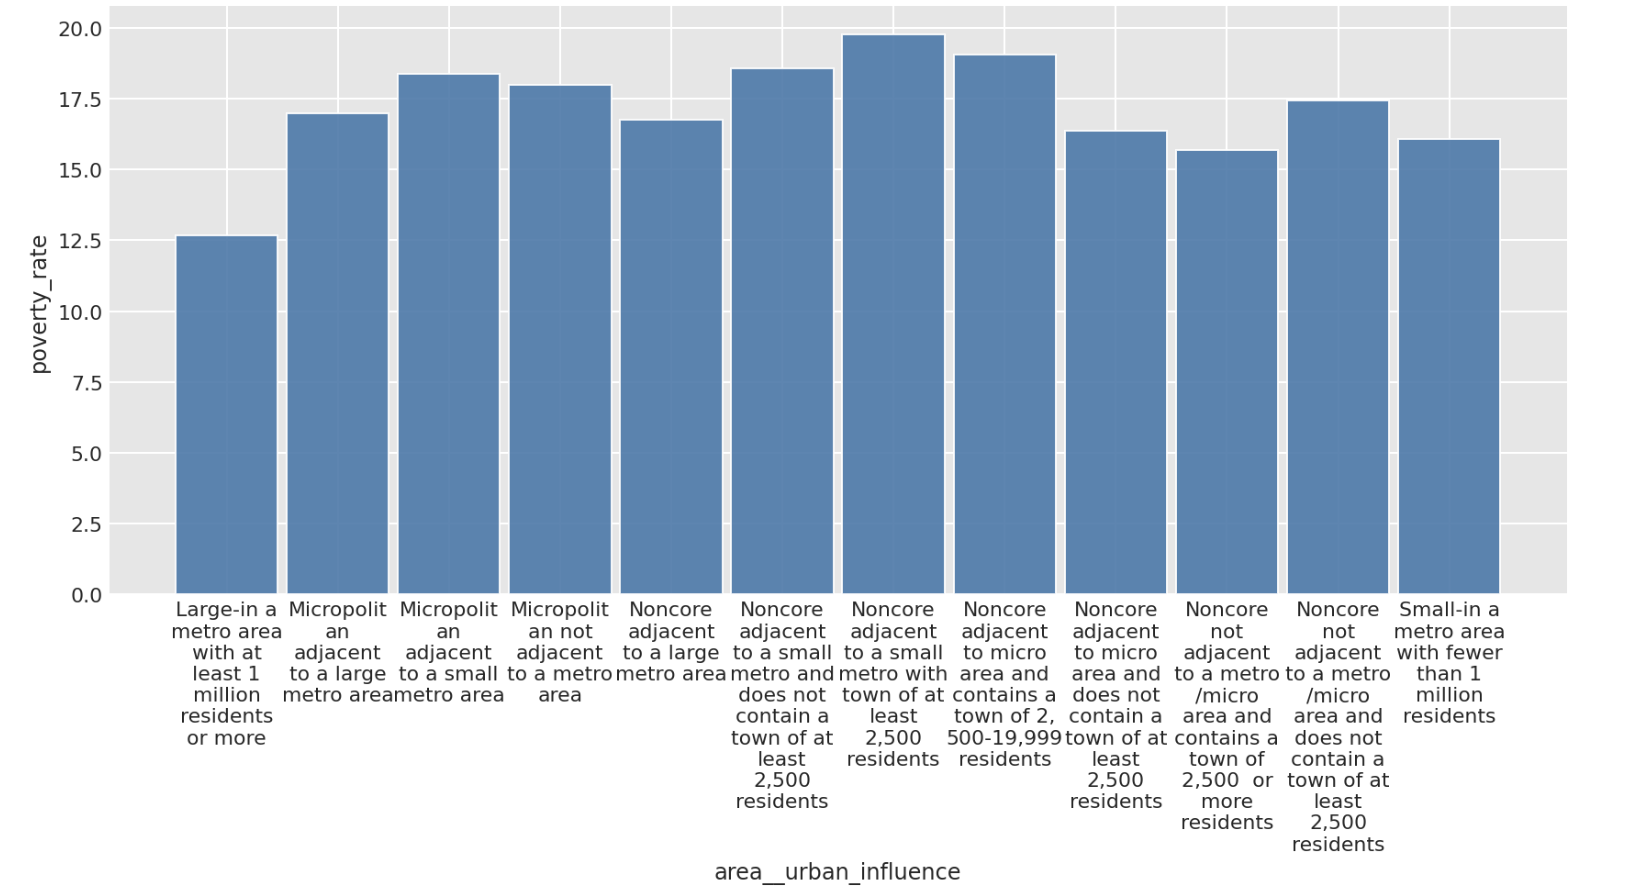 20.0
17.5
15.0
12.5
10.0
7.5
5.0
2.5
0.0
poverty_rate
Large-in a
metro area
with at
least 1
million
residents
or more
Micropolit
an
adjacent
to a large
metro area
Micropolit
an
adjacent
to a small
metro area
Micropolit
an not
adjacent
to a metro
area
Noncore
adjacent
to a large
metro area
Noncore
adjacent
to a small
metro and
does not
contain a
town of at
least
2,500
residents
Noncore
adjacent
to a small
metro with
town of at
least
2,500
residents
Noncore
adjacent
to micro
area and
contains a
town of 2,
500-19,999
residents
Noncore
adjacent
to micro
area and
does not
contain a
town of at
least
2,500
residents
Noncore
not
adjacent
to a metro
/micro
area and
contains a
town of
2,500  or
more
residents
Noncore
not
adjacent
to a metro
/micro
area and
does not
contain a
town of at
least
2,500
residents
Small-in a
metro area
with fewer
than 1
million
residents
area__urban_influence